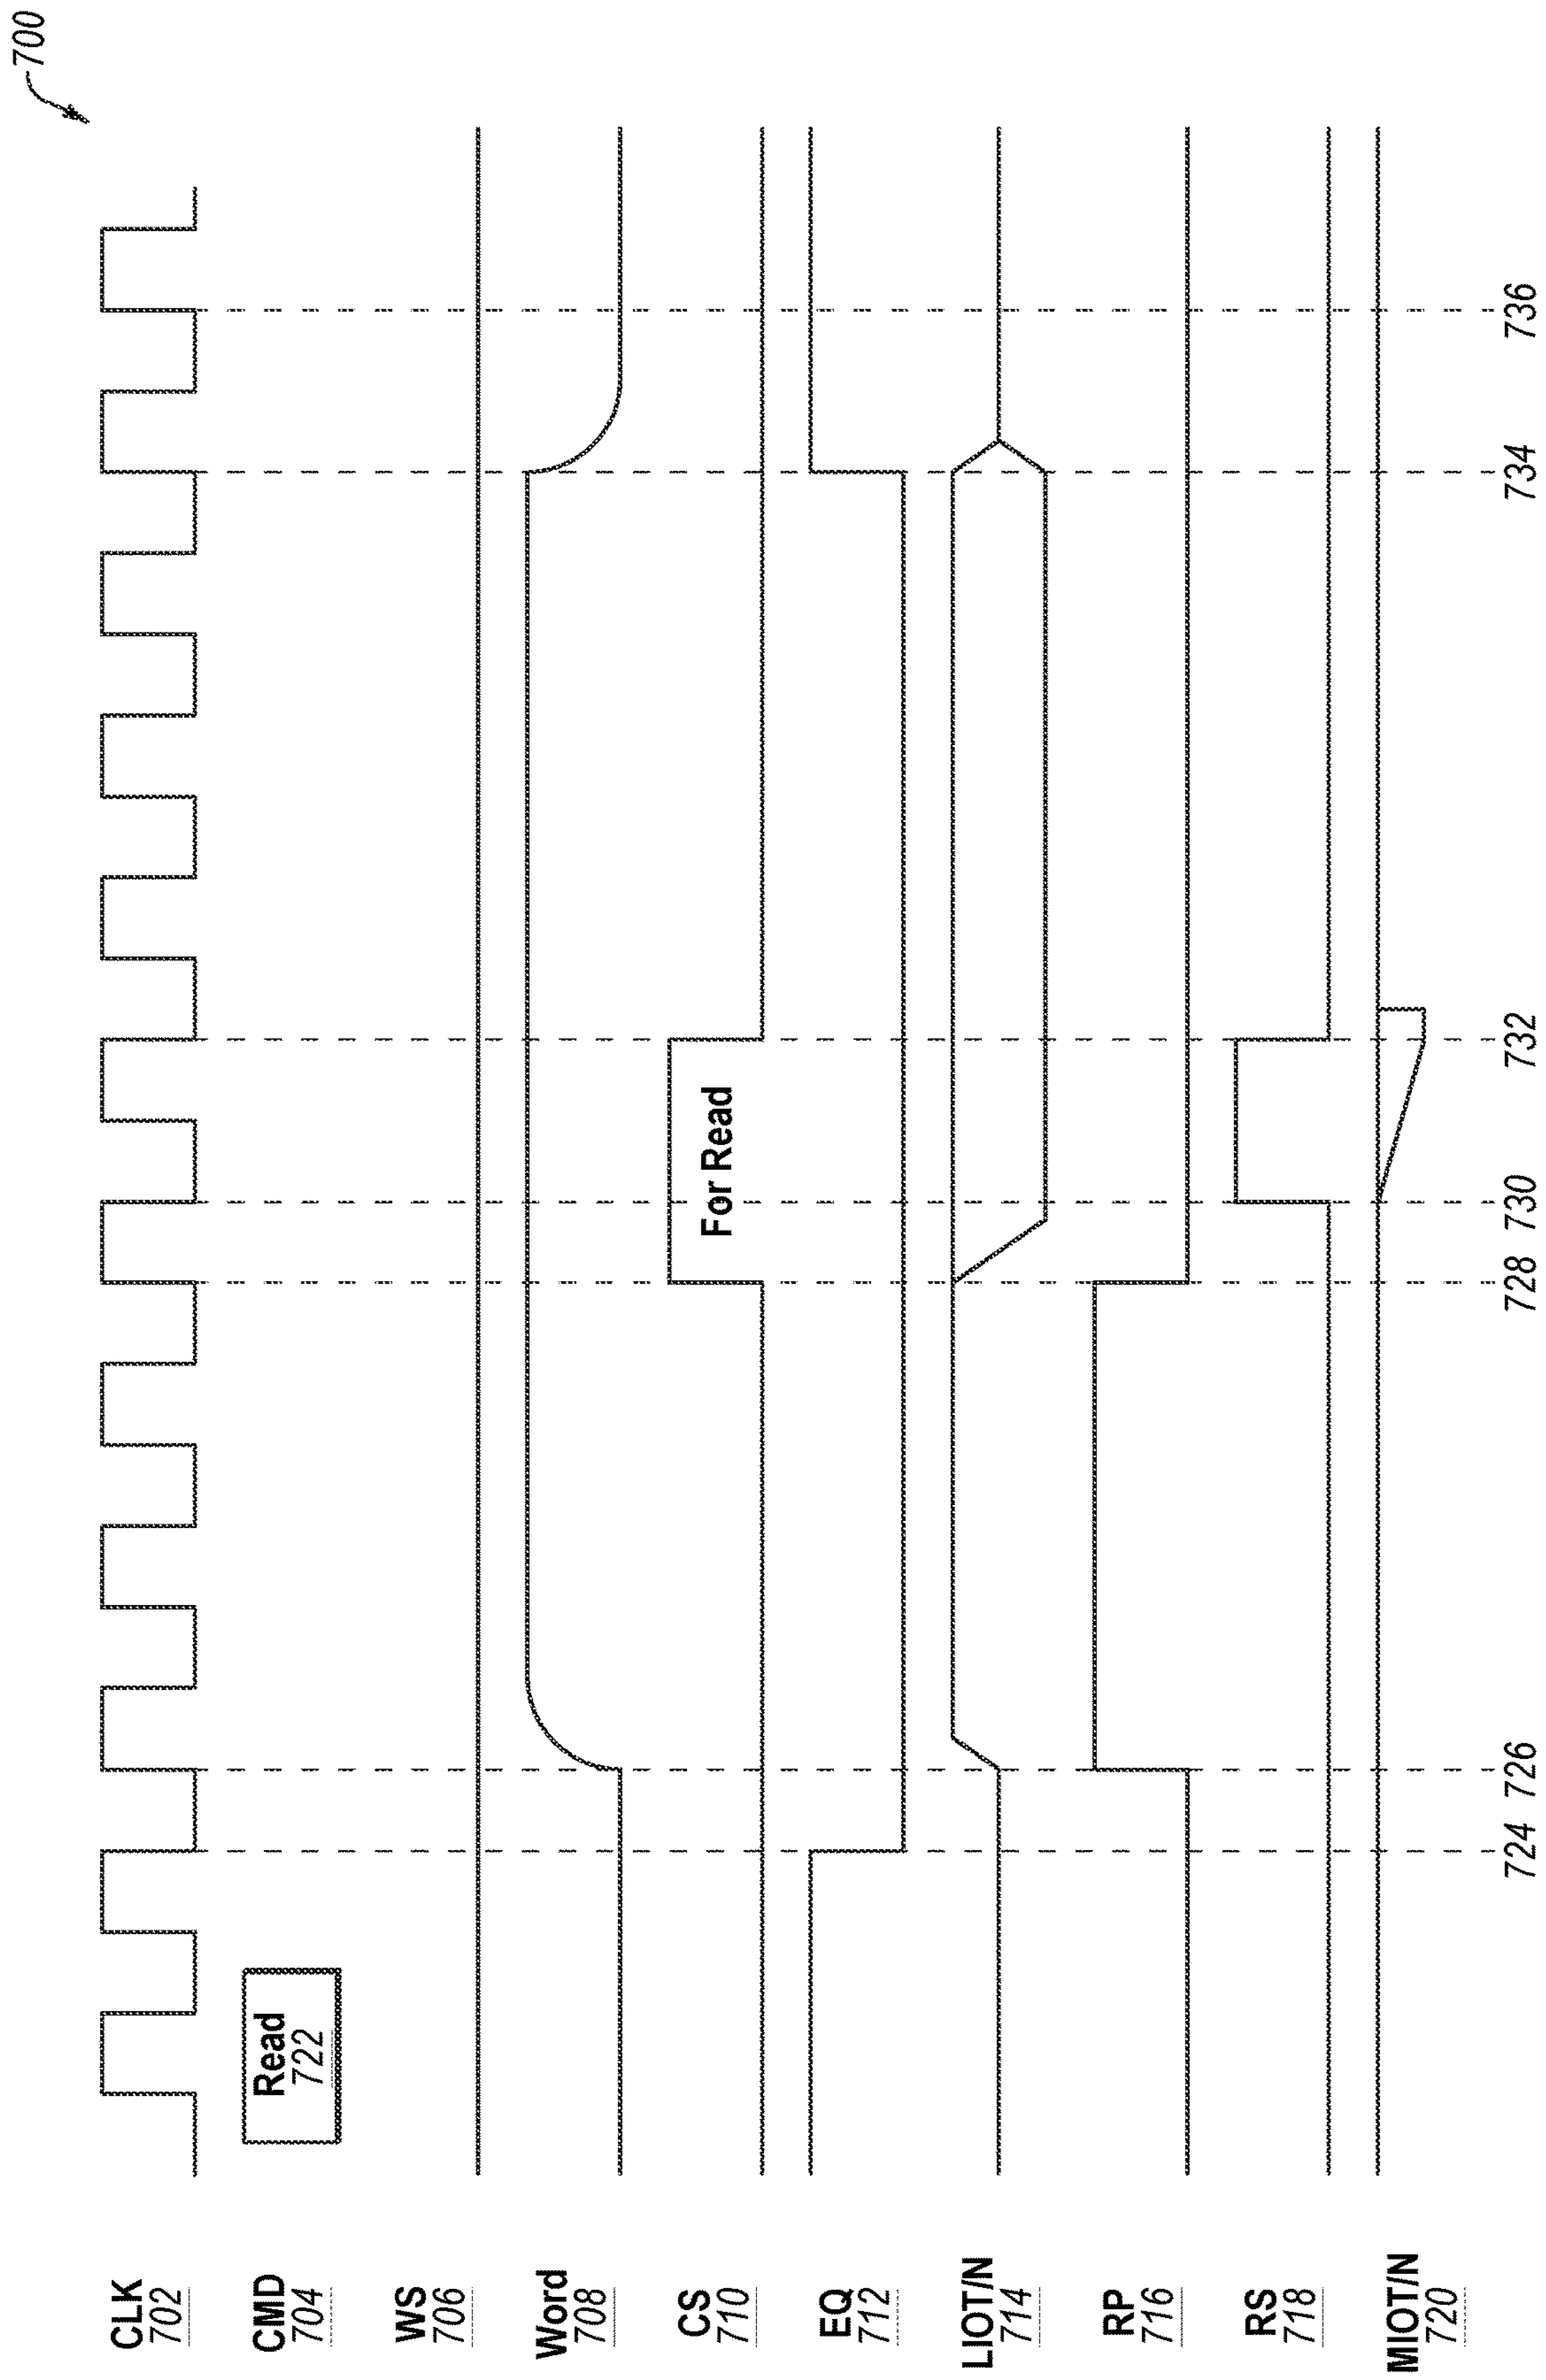 700
CLK
702
CMD
704
Read
722
WS
706
Word
708
CS
710
For Read
EQ
712
LIOT/N
714
RP
716
RS
718
MIOT/N
720
724
726
728
730
732
734
736